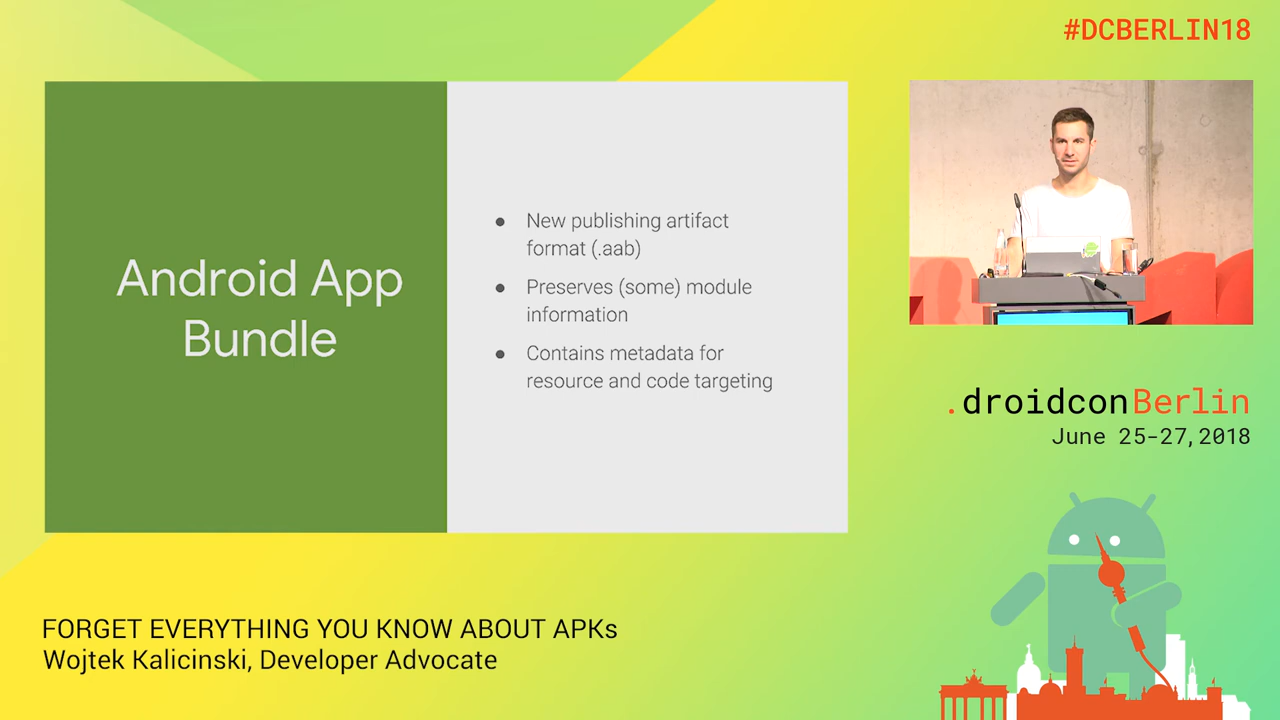 #DCBERLIN18
Android App
Bundle
● New publishing artifact
format (.aab)
● Preserves (some) module
information
● Contains metadata for
resource and code targeting
.droidconBerlin
June 25-27, 2018
FORGET EVERYTHING YOU KNOW ABOUT APKs
Wojtek Kalicinski, Developer Advocate